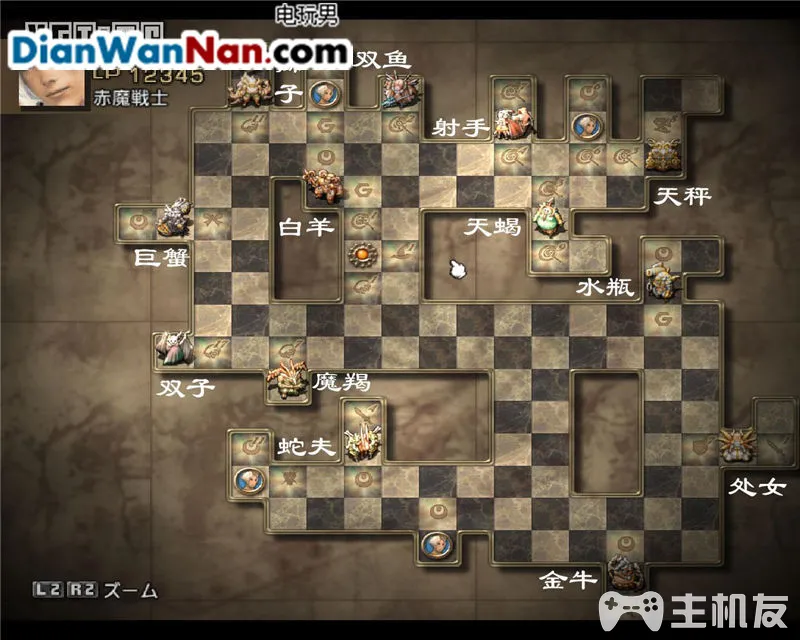 电玩男
DianWanNan.com
LP 12345
赤魔戦士
狮子
双鱼
射手
天秤
白羊
天蝎
巨蟹
水瓶
双子
魔羯
蛇夫
处女
金牛
L2 R2 ズーム
主机友